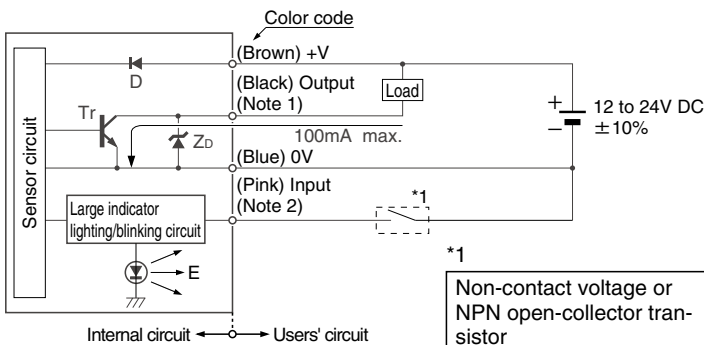 Color code
(Brown) +V
D
(Black) Output
(Note 1)
Load
Tr
ZD
100mA max.
+
−
12 to 24V DC
±10%
Sensor circuit
(Blue) 0V
(Pink) Input
(Note 2)
*1
Large indicator
lighting/blinking circuit
E
*1
Non-contact voltage or
NPN open-collector tran-
sistor
Internal circuit
Users' circuit